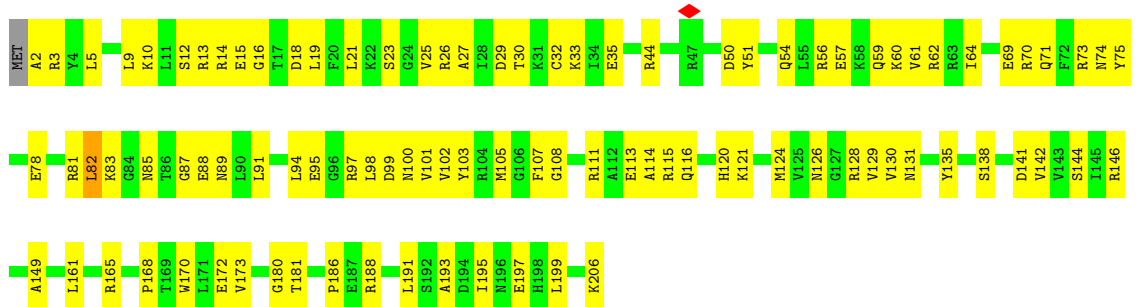 MET A2 R3 Y4 L5 L9 K10 L11 S12 R13 R14 E15 G16 T17 D18 L19 F20 L21 K22 S23 G24 V25 R26 A27 I28 D29 T30 K31 C32 K33 I34 E35 R44 R47 D50 Y51 Q54 L55 R56 E57 K58 Q59 K60 V61 R62 R63 I64 E69 R70 Q71 F72 R73 N74 Y75
E78 R81 L82 K83 G84 N85 T86 G87 E88 N89 L90 L91 L94 E95 G96 R97 L98 D99 N100 V101 V102 Y103 R104 M105 G106 F107 G108 R111 A112 E113 A114 R115 Q116 H120 K121 M124 V125 N126 G127 R128 V129 V130 N131 Y135 S138 D141 V142 V143 S144 I145 R146
A149 L161 R165 P168 T169 W170 L171 E172 V173 G180 T181 P186 E187 R188 L191 S192 A193 D194 I195 N196 E197 H198 L199 K206